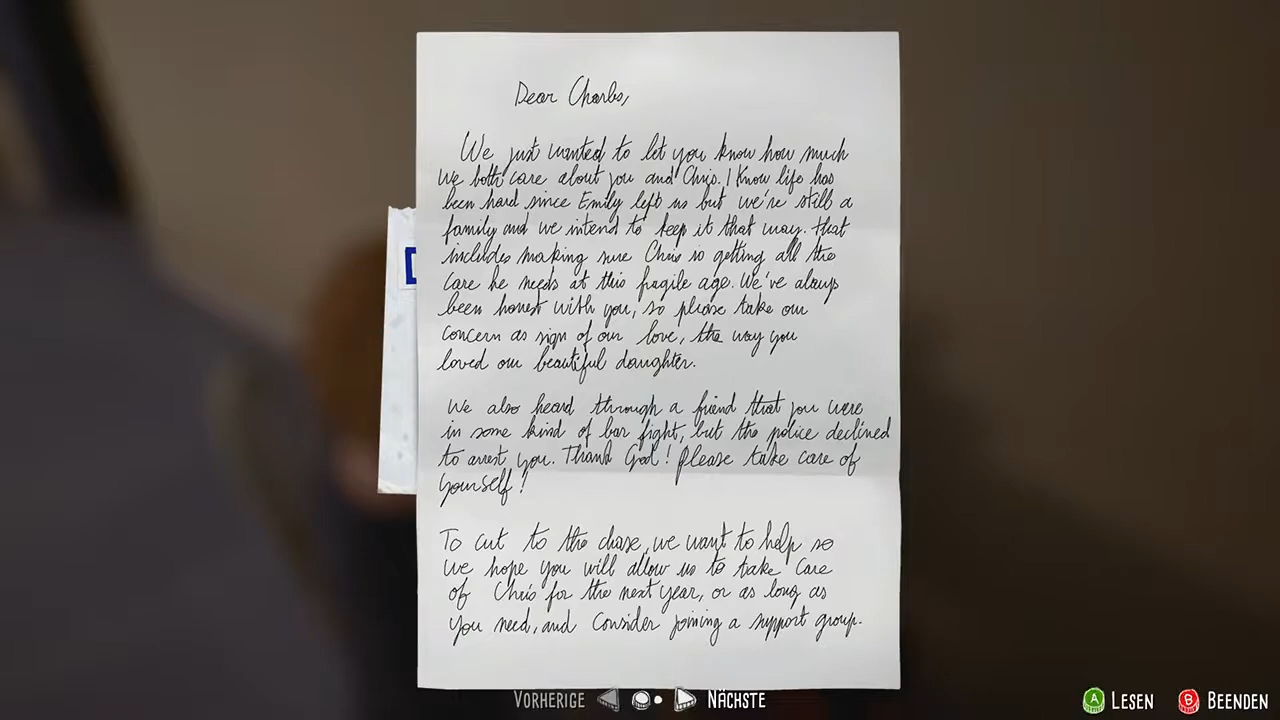 Dear Charles,
We just wanted to let you know how much
we both care about you and Chris. I know life has
been hard since Emily left us but we're still a
family and we intend to keep it that way. That
includes making sure Chris is getting all the
care he needs at this fragile age. We've always
been honest with you, so please take our
concern as sign of our love, the way you
loved our beautiful daughter.
We also heard through a friend that you were
in some kind of bar fight, but the police declined
to arrest you. Thank God! please take care of
yourself!
To cut to the chase, we want to help so
we hope you will allow us to take care
of Chris for the next year, or as long as
you need, and consider joining a support group.
VORHERIGE NÄCHSTE
A LESEN B BEENDEN